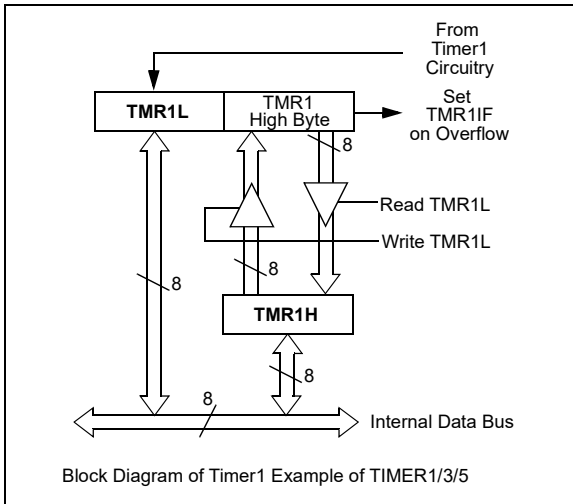 From
Timer1
Circuitry
TMR1L
TMR1
High Byte
Set
TMR1IF
on Overflow
8
Read TMR1L
Write TMR1L
8
8
TMR1H
8
8
Internal Data Bus
Block Diagram of Timer1 Example of TIMER1/3/5